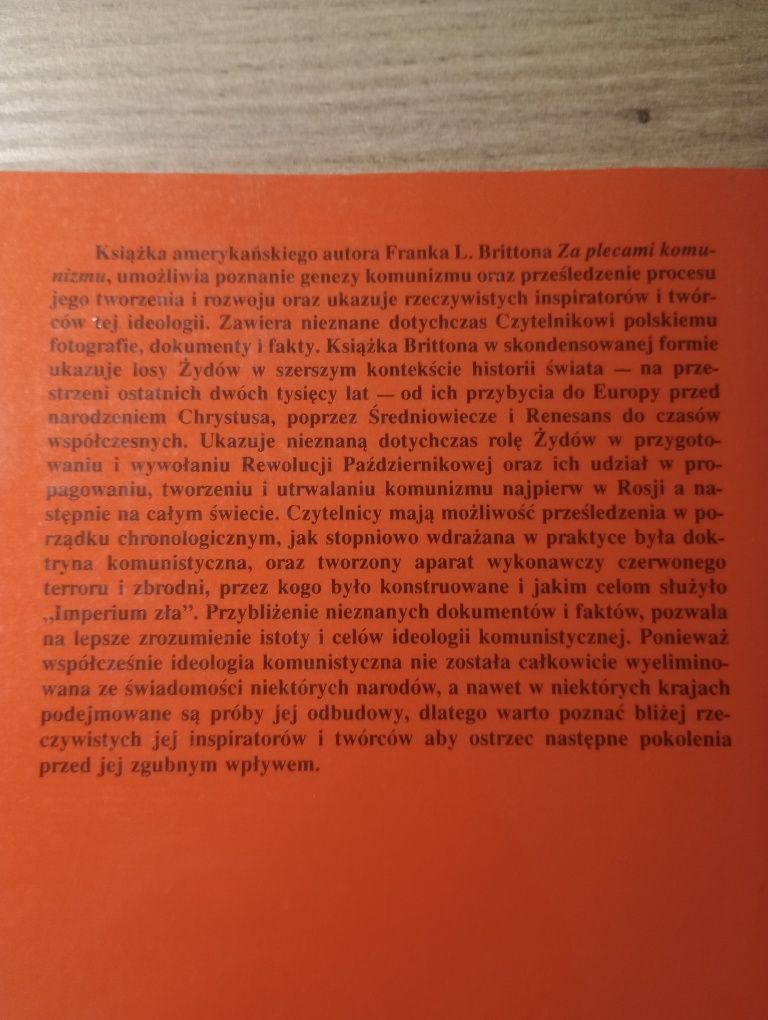 Książka amerykańskiego autora Franka L. Brittona Za plecami komu-
nizmu, umożliwia poznanie genezy komunizmu oraz prześledzenie procesu
jego tworzenia i rozwoju oraz ukazuje rzeczywistych inspiratorów i twór-
ców tej ideologii. Zawiera nieznane dotychczas Czytelnikowi polskiemu
fotografie, dokumenty i fakty. Książka Brittona w skondensowanej formie
ukazuje losy Żydów w szerszym kontekście historii świata — na prze-
strzeni ostatnich dwóch tysięcy lat — od ich przybycia do Europy przed
narodzeniem Chrystusa, poprzez Średniowiecze i Renesans do czasów
współczesnych. Ukazuje nieznaną dotychczas rolę Żydów w przygoto-
waniu i wywołaniu Rewolucji Październikowej oraz ich udział w pro-
pagowaniu, tworzeniu i utrwalaniu komunizmu najpierw w Rosji a na-
stępnie na całym świecie. Czytelnicy mają możliwość prześledzenia w po-
rządku chronologicznym, jak stopniowo wdrażana w praktyce była dok-
tryna komunistyczna, oraz tworzony aparat wykonawczy czerwonego
terroru i zbrodni, przez kogo było konstruowane i jakim celom służyło
„Imperium zła”. Przybliżenie nieznanych dokumentów i faktów, pozwala
na lepsze zrozumienie istoty i celów ideologii komunistycznej. Ponieważ
współcześnie ideologia komunistyczna nie została całkowicie wyelimino-
wana ze świadomości niektórych narodów, a nawet w niektórych krajach
podejmowane są próby jej odbudowy, dlatego warto poznać bliżej rze-
czywistych jej inspiratorów i twórców aby ostrzec następne pokolenia
przed jej zgubnym wpływem.